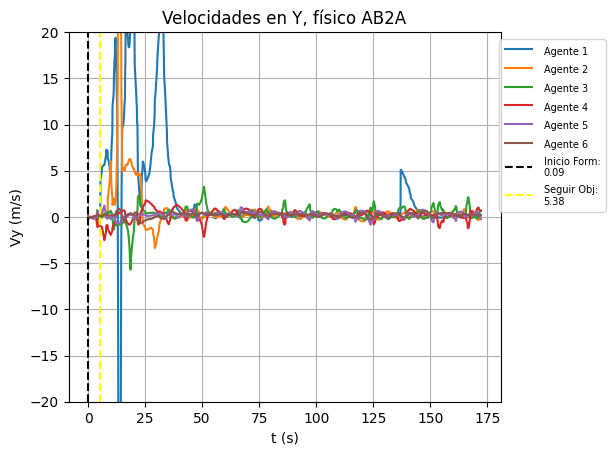 Velocidades en Y, físico AB2A
20
15
10
5
0
−5
−10
−15
−20
Vy (m/s)
0
25
50
75
100
125
150
175
t (s)
Agente 1
Agente 2
Agente 3
Agente 4
Agente 5
Agente 6
Inicio Form:
0.09
Seguir Obj:
5.38